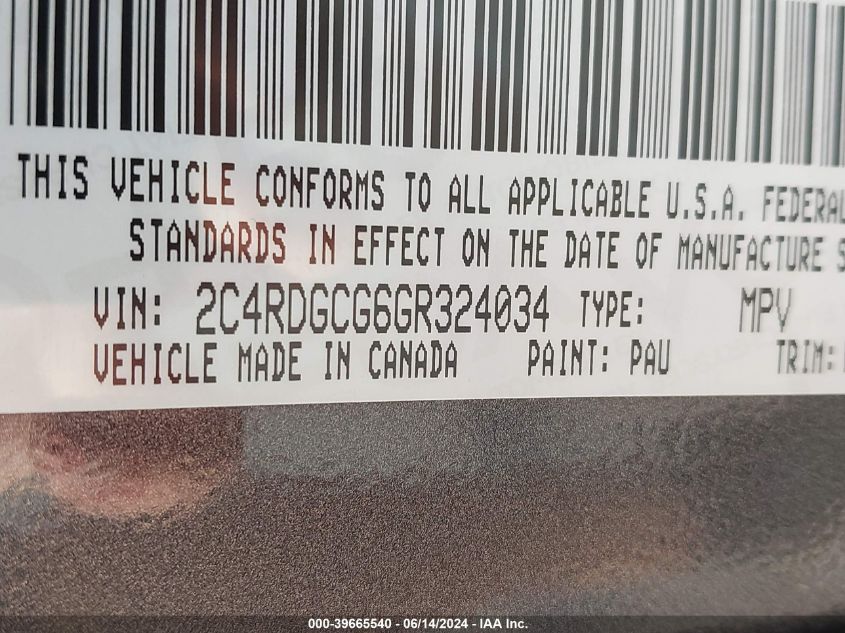 THIS VEHICLE CONFORMS TO ALL APPLICABLE U.S.A. FEDERAL
STANDARDS IN EFFECT ON THE DATE OF MANUFACTURE
VIN: 2C4RDGCG6GR324034 TYPE: MPV
VEHICLE MADE IN CANADA PAINT: PAU TRIM:
000-39665540 - 06/14/2024 - IAA Inc.